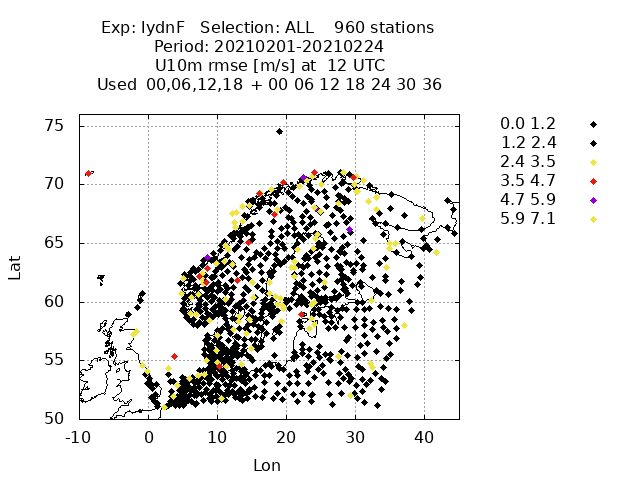 Exp: lydnF   Selection: ALL    960 stations
Period: 20210201-20210224
U10m rmse [m/s] at  12 UTC
Used  00,06,12,18  + 00 06 12 18 24 30 36
0.0 1.2
1.2 2.4
2.4 3.5
3.5 4.7
4.7 5.9
5.9 7.1
75
70
65
60
55
50
Lat
-10 0 10 20 30 40
Lon